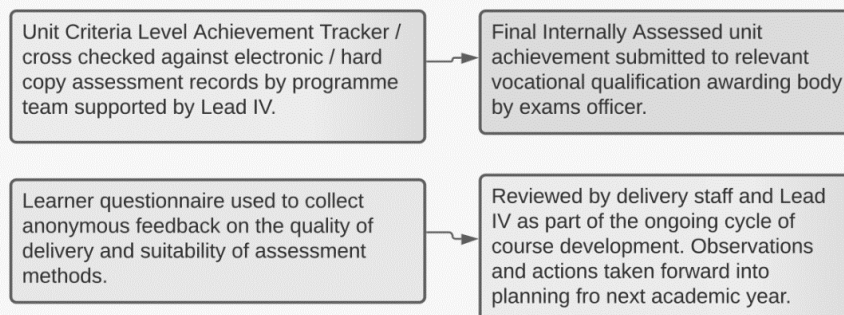 Unit Criteria Level Achievement Tracker /
cross checked against electronic / hard
copy assessment records by programme
team supported by Lead IV.
Final Internally Assessed unit
achievement submitted to relevant
vocational qualification awarding body
by exams officer.
Learner questionnaire used to collect
anonymous feedback on the quality of
delivery and suitability of assessment
methods.
Reviewed by delivery staff and Lead
IV as part of the ongoing cycle of
course development. Observations
and actions taken forward into
planning fro next academic year.